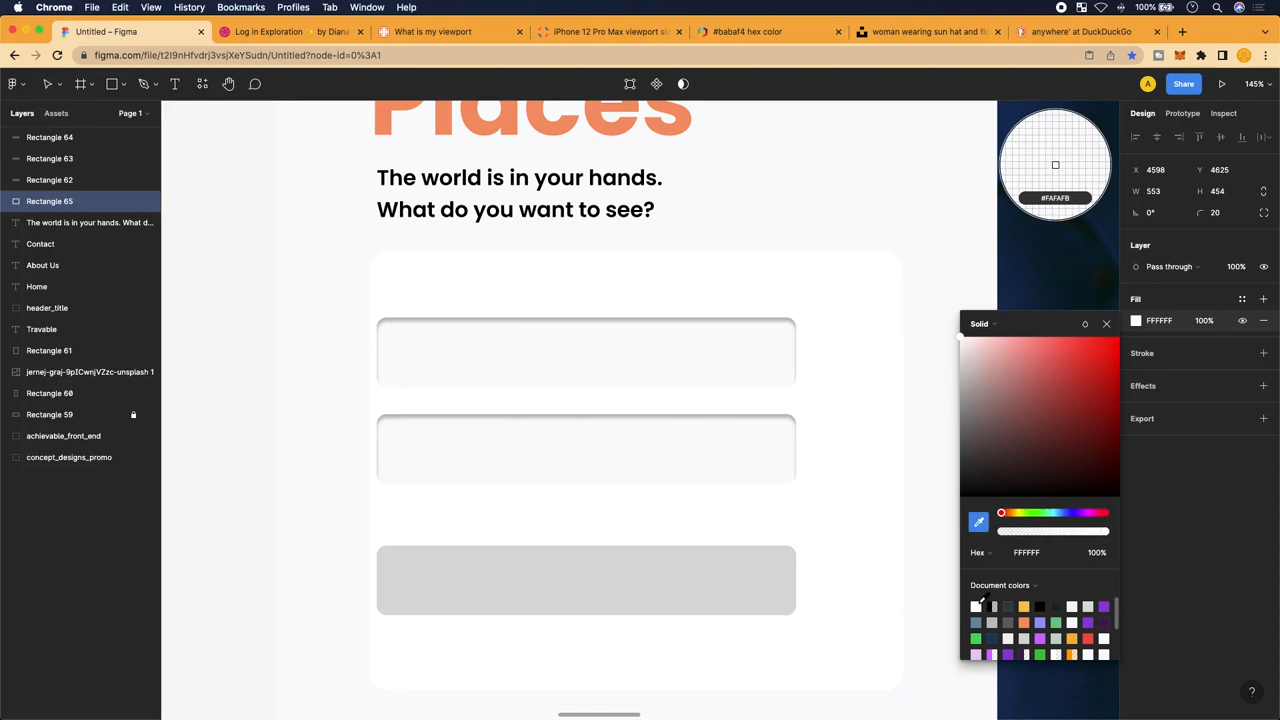 Chrome File Edit View History Bookmarks Profiles Tab Window Help 100%
Untitled – Figma
Log in Exploration ✨ by Diana
What is my viewport
iPhone 12 Pro Max viewport si
#babaf4 hex color
woman wearing sun hat and fl
anywhere' at DuckDuckGo
figma.com/file/t2I9nHfvdrj3vsjXeYSudn/Untitled?node-id=0%3A1
A
Share
145%
Layers Assets Page 1
Design Prototype Inspect
Rectangle 64
Rectangle 63
Rectangle 62
Rectangle 65
The world is in your hands. What d...
Contact
About Us
Home
header_title
Travable
Rectangle 61
jernej-graj-9pICwnjVZzc-unsplash 1
Rectangle 60
Rectangle 59
achievable_front_end
concept_designs_promo
Places
The world is in your hands.
What do you want to see?
#FAFAFB
X 4598 Y 4625
W 553 H 454
0° 20
Layer
Pass through 100%
Fill
FFFFFF 100%
Stroke
Effects
Export
Solid
Hex FFFFFF 100%
Document colors
?